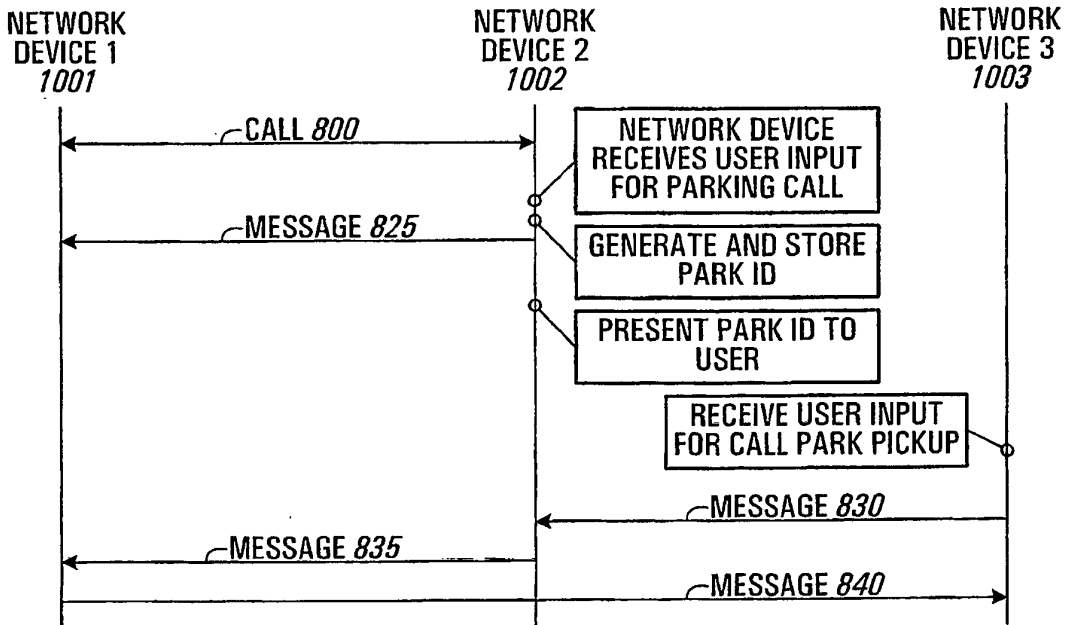 NETWORK
DEVICE 1
1001
NETWORK
DEVICE 2
1002
NETWORK
DEVICE 3
1003
CALL 800
NETWORK DEVICE
RECEIVES USER INPUT
FOR PARKING CALL
MESSAGE 825
GENERATE AND STORE
PARK ID
PRESENT PARK ID TO
USER
RECEIVE USER INPUT
FOR CALL PARK PICKUP
MESSAGE 830
MESSAGE 835
MESSAGE 840